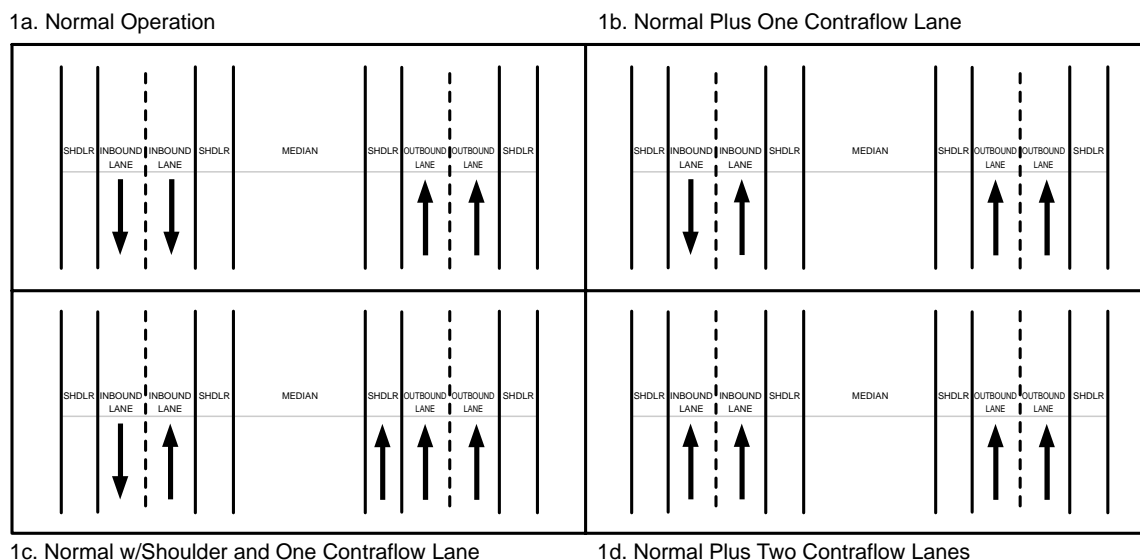 1a. Normal Operation
1b. Normal Plus One Contraflow Lane
SHDLR INBOUND INBOUND SHDLR MEDIAN SHDLR OUTBOUND OUTBOUND SHDLR
LANE LANE LANE LANE
SHDLR INBOUND INBOUND SHDLR MEDIAN SHDLR OUTBOUND OUTBOUND SHDLR
LANE LANE LANE LANE
SHDLR INBOUND INBOUND SHDLR MEDIAN SHDLR OUTBOUND OUTBOUND SHDLR
LANE LANE LANE LANE
SHDLR INBOUND INBOUND SHDLR MEDIAN SHDLR OUTBOUND OUTBOUND SHDLR
LANE LANE LANE LANE
1c. Normal w/Shoulder and One Contraflow Lane
1d. Normal Plus Two Contraflow Lanes